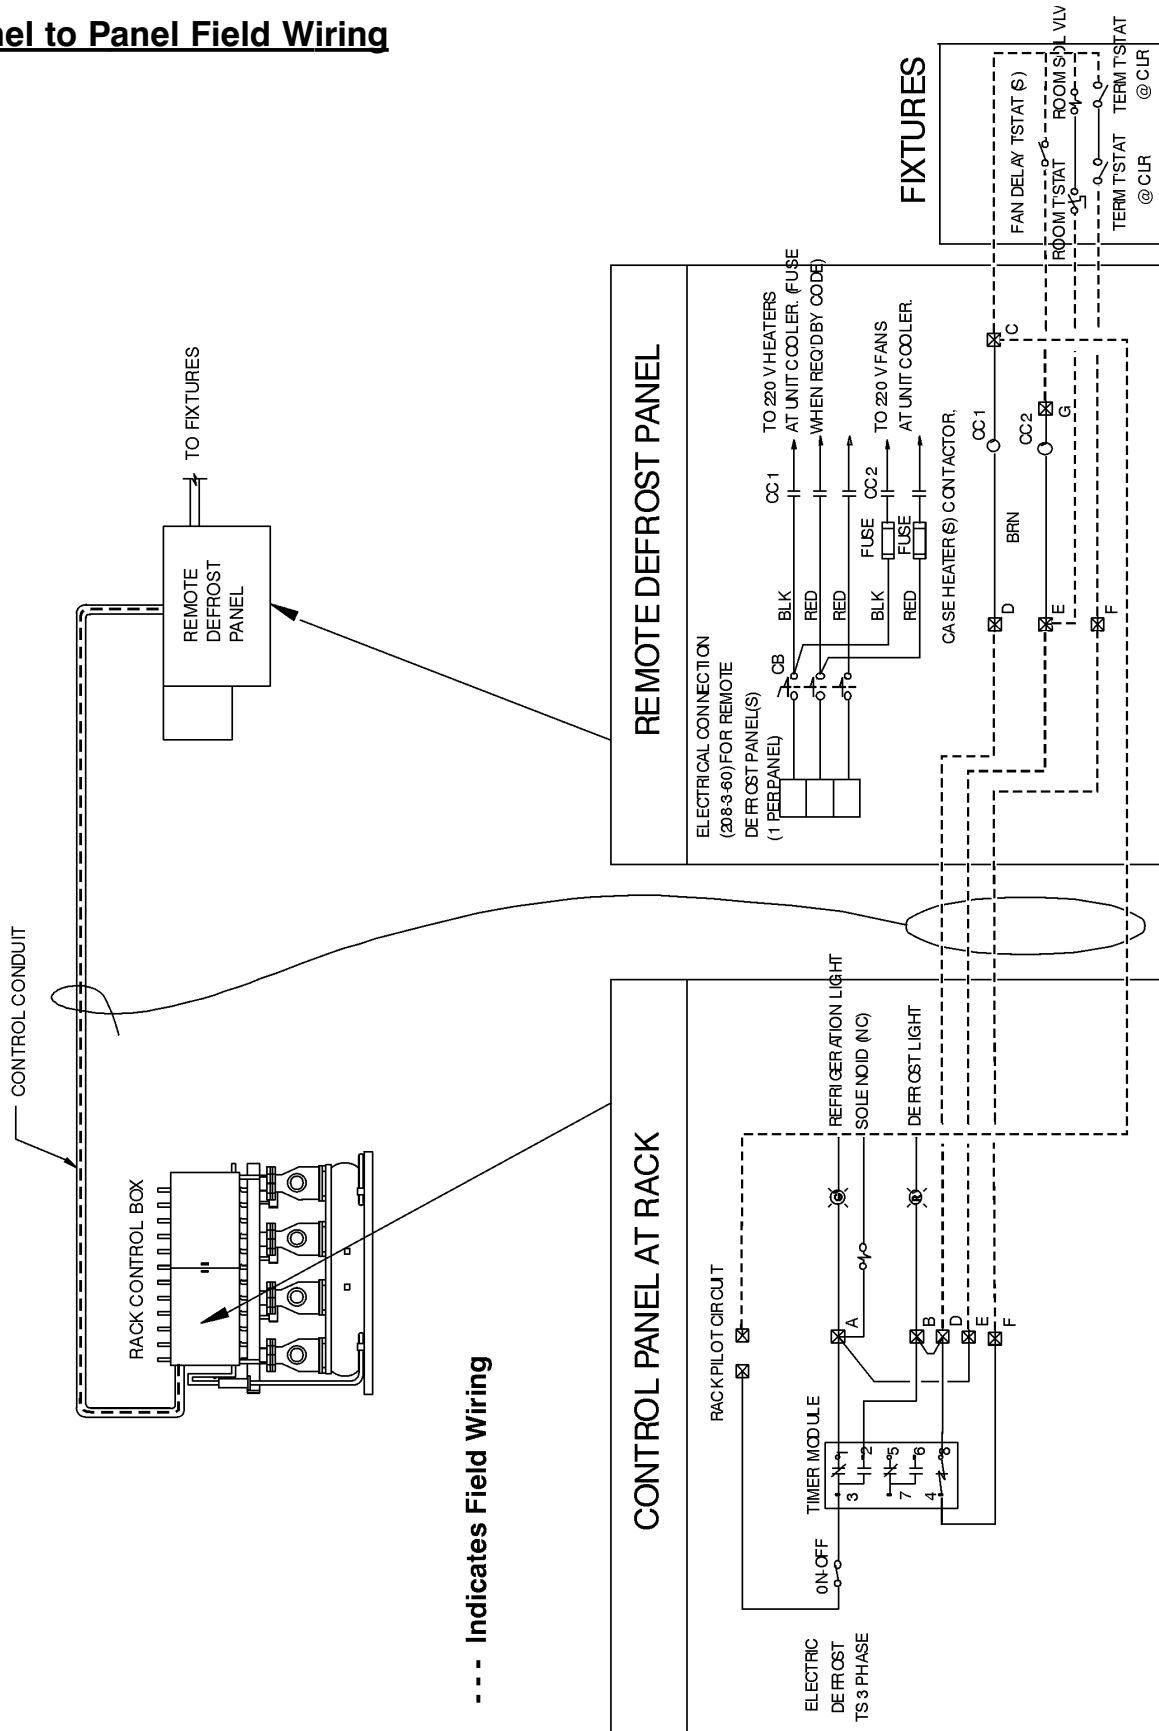 nel to Panel Field Wiring
CONTROL CONDUIT
RACK CONTROL BOX
REMOTE
DEFROST
PANEL
TO FIXTURES
- - - Indicates Field Wiring
CONTROL PANEL AT RACK
RACK PILOT CIRCUIT
REFRIGERATION LIGHT
SOLENOID (NC)
DEFROST LIGHT
G
R
A
B
D
E
F
TIMER MODULE
1
2
3
5
6
7
4
8
ON-OFF
ELECTRIC
DEFROST
TS 3 PHASE
REMOTE DEFROST PANEL
ELECTRICAL CONNECTION
(208-3-60) FOR REMOTE
DEFROST PANEL(S)
(1 PER PANEL)
CB
BLK
RED
RED
BLK
RED
FUSE
FUSE
CC1
CC2
TO 220 V HEATERS
AT UNIT COOLER. (FUSE
WHEN REQ'D BY CODE)
TO 220 V FANS
AT UNIT COOLER.
CASE HEATER(S) CONTACTOR,
D
BRN
CC1
C
E
CC2
G
F
FIXTURES
FAN DELAY TSTAT (S)
ROOM T'STAT
ROOM SOL VLV
TERM T'STAT
@ CLR
TERM T'STAT
@ CLR